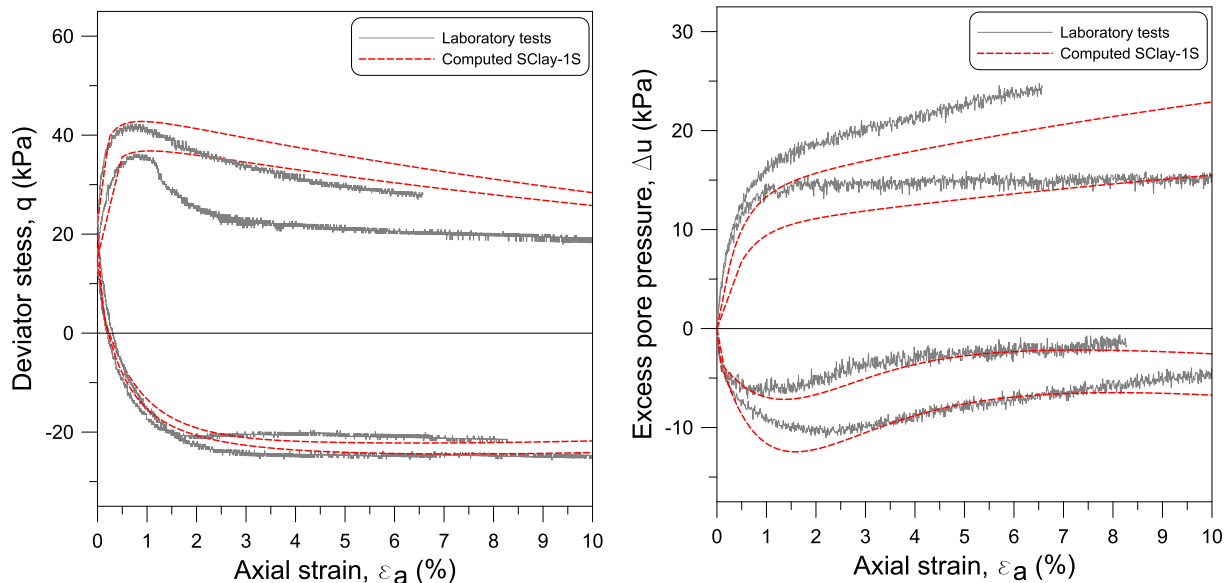 60
40
20
0
-20
Deviator stess, q (kPa)
Laboratory tests
Computed SClay-1S
0 1 2 3 4 5 6 7 8 9 10
Axial strain, εa (%)
30
20
10
0
-10
Excess pore pressure, Δu (kPa)
Laboratory tests
Computed SClay-1S
0 1 2 3 4 5 6 7 8 9 10
Axial strain, εa (%)